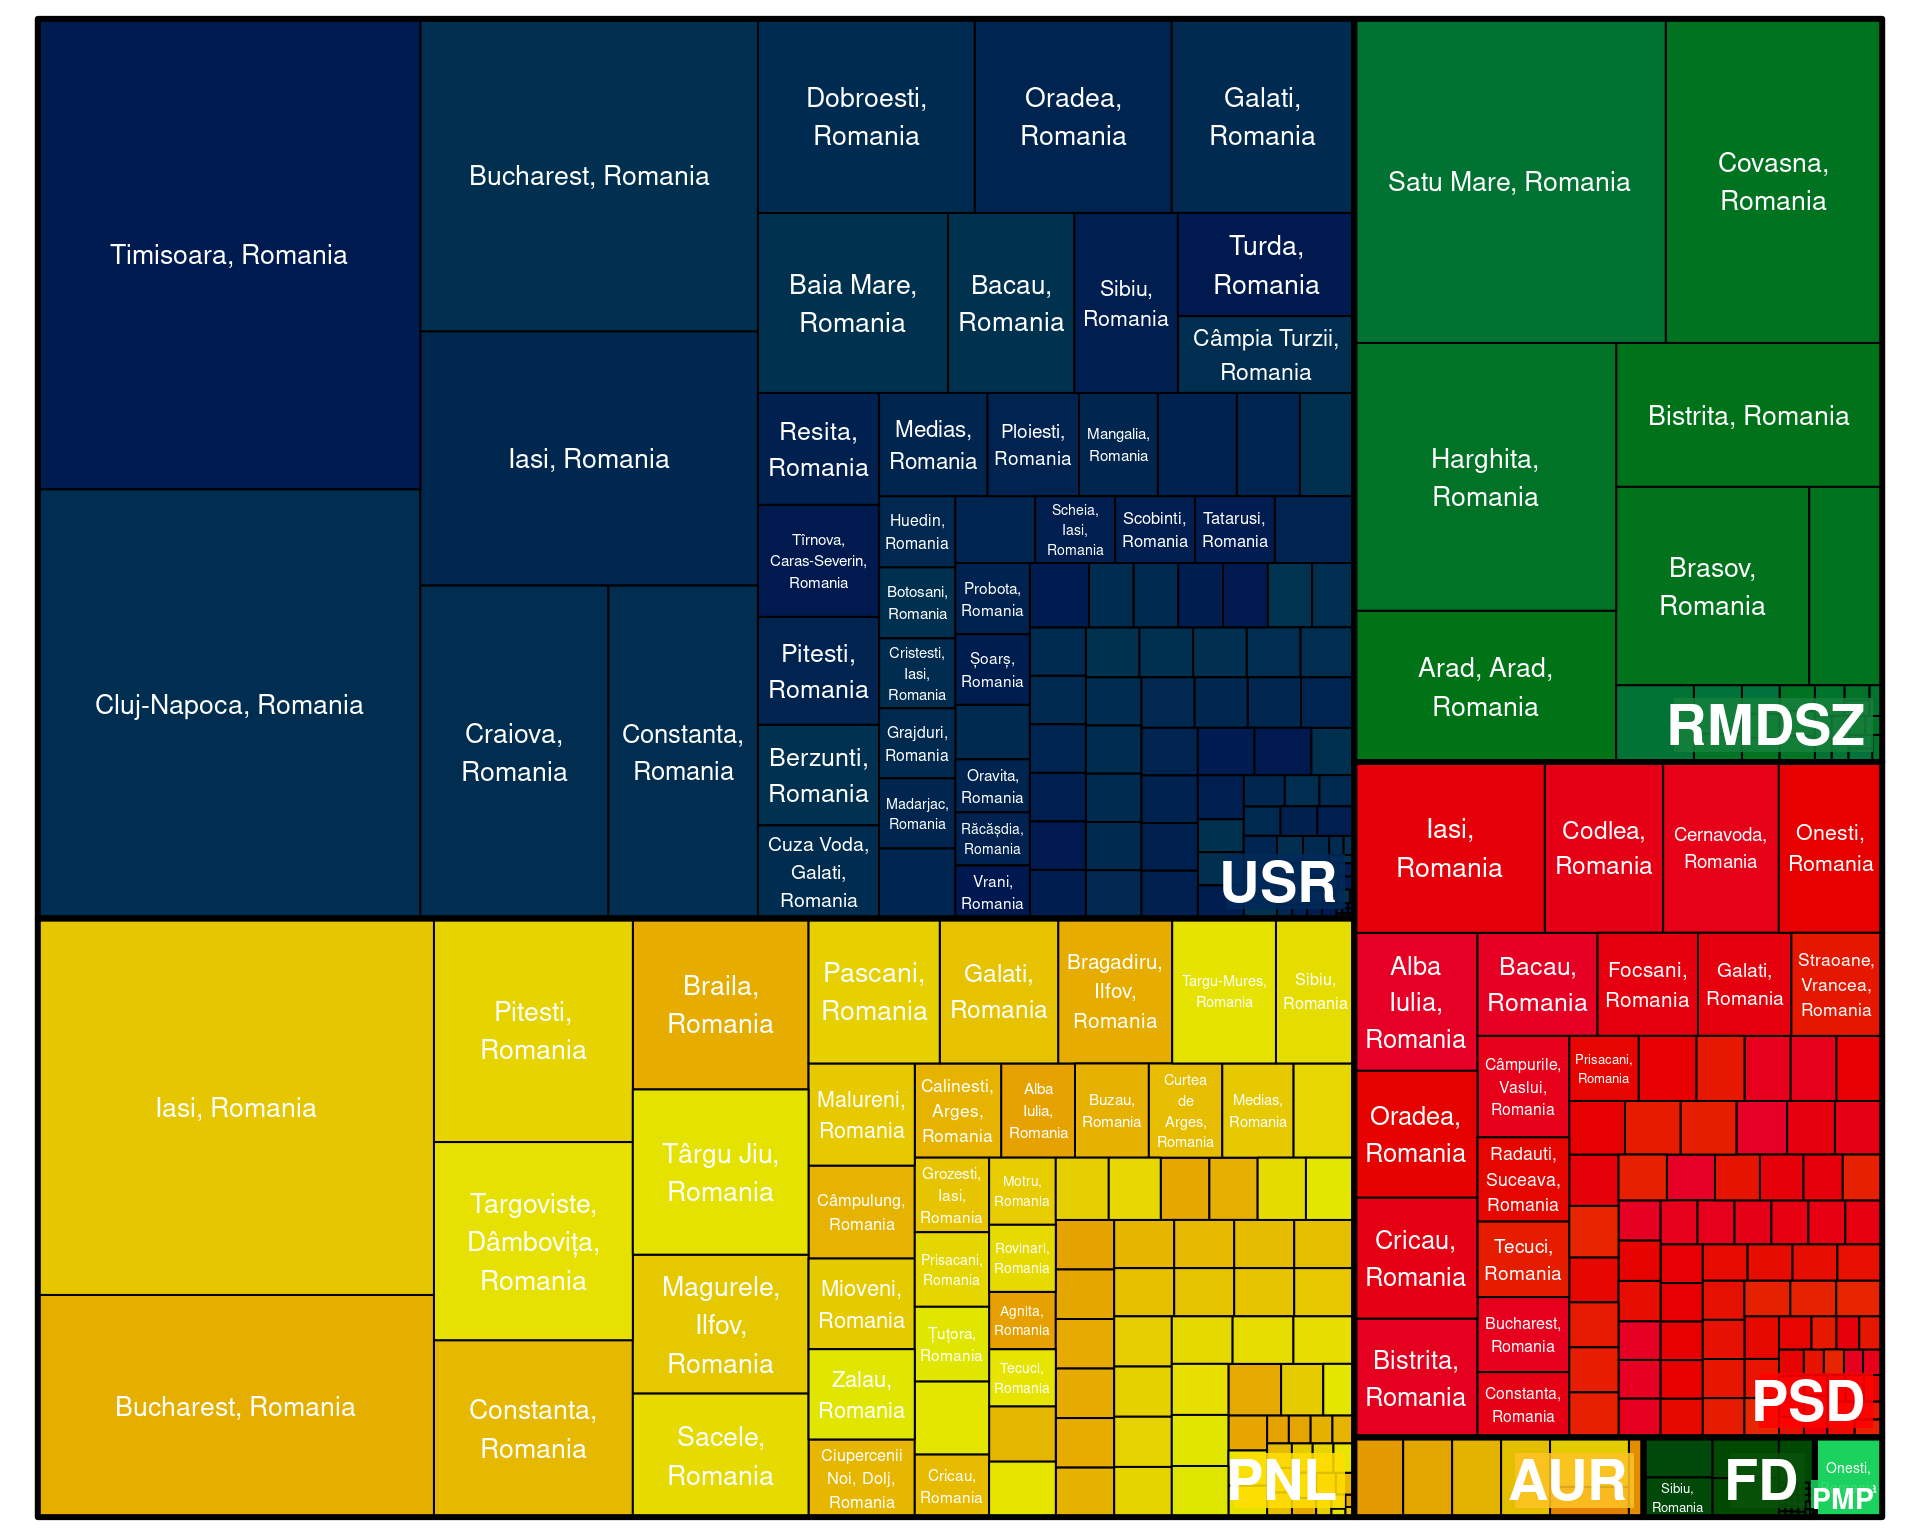 Timisoara, Romania
Cluj-Napoca, Romania
Bucharest, Romania
Iasi, Romania
Craiova,
Romania
Constanta,
Romania
Dobroesti,
Romania
Oradea,
Romania
Galati,
Romania
Baia Mare,
Romania
Bacau,
Romania
Sibiu,
Romania
Turda,
Romania
Câmpia Turzii,
Romania
Resita,
Romania
Tîrnova,
Caras-Severin,
Romania
Pitesti,
Romania
Berzunti,
Romania
Cuza Voda,
Galati,
Romania
Medias,
Romania
Ploiesti,
Romania
Mangalia,
Romania
Huedin,
Romania
Botosani,
Romania
Cristesti,
Iasi,
Romania
Grajduri,
Romania
Madarjac,
Romania
Scheia,
Iasi,
Romania
Scobinti,
Romania
Tatarusi,
Romania
Probota,
Romania
Șoarș,
Romania
Oravita,
Romania
Răcășdia,
Romania
Vrani,
Romania
USR
Satu Mare, Romania
Covasna,
Romania
Harghita,
Romania
Arad, Arad,
Romania
Bistrita, Romania
Brasov,
Romania
RMDSZ
Iasi, Romania
Bucharest, Romania
Pitesti,
Romania
Targoviste,
Dâmbovița,
Romania
Constanta,
Romania
Braila,
Romania
Târgu Jiu,
Romania
Magurele,
Ilfov,
Romania
Sacele,
Romania
Pascani,
Romania
Galati,
Romania
Bragadiru,
Ilfov,
Romania
Targu-Mures,
Romania
Sibiu,
Romania
Malureni,
Romania
Câmpulung,
Romania
Mioveni,
Romania
Zalau,
Romania
Ciupercenii
Noi, Dolj,
Romania
Calinesti,
Arges,
Romania
Alba
Iulia,
Romania
Buzau,
Romania
Curtea
de
Arges,
Romania
Medias,
Romania
Grozesti,
Iasi,
Romania
Prisacani,
Romania
Țuțora,
Romania
Cricau,
Romania
Motru,
Romania
Rovinari,
Romania
Agnita,
Romania
Tecuci,
Romania
PNL
Iasi,
Romania
Codlea,
Romania
Cernavoda,
Romania
Onesti,
Romania
Alba
Iulia,
Romania
Oradea,
Romania
Cricau,
Romania
Bistrita,
Romania
Bacau,
Romania
Focsani,
Romania
Galati,
Romania
Straoane,
Vrancea,
Romania
Câmpurile,
Vaslui,
Romania
Radauti,
Suceava,
Romania
Tecuci,
Romania
Bucharest,
Romania
Constanta,
Romania
Prisacani,
Romania
PSD
AUR
Sibiu,
Romania
FD
Onesti,
PMP